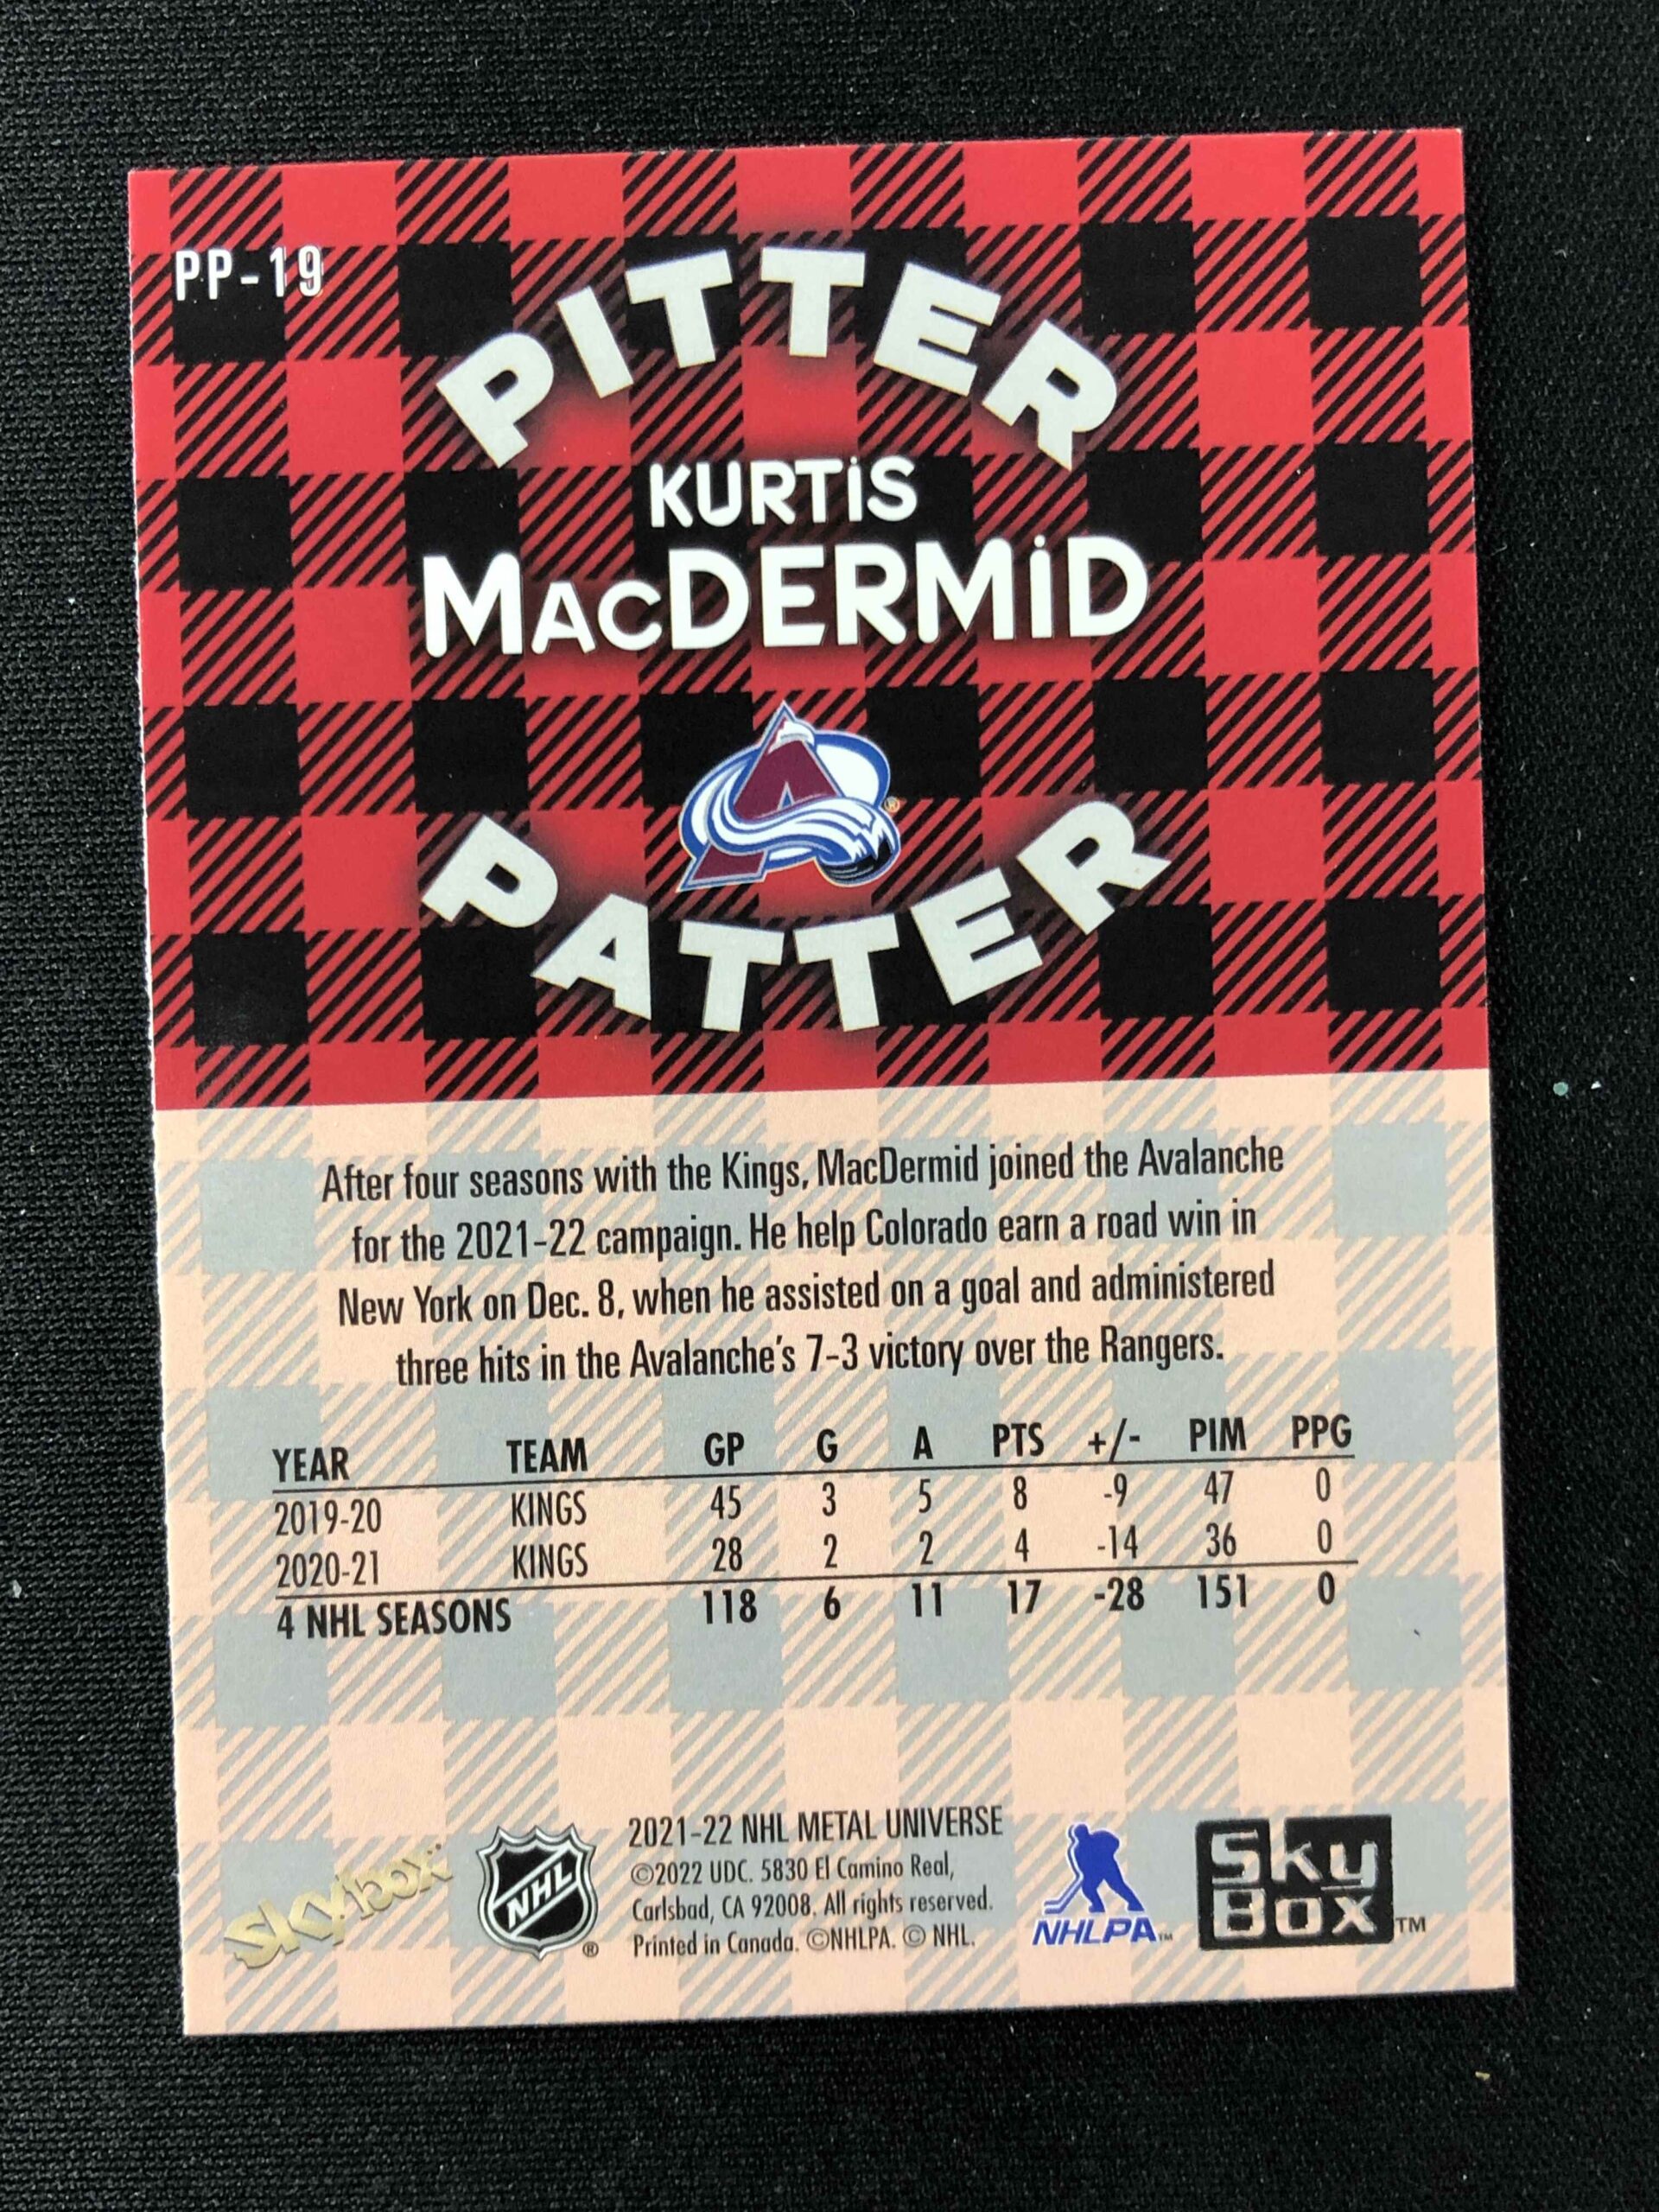 PP-19
PITTER
KURTIS
MACDERMID
PATTER
After four seasons with the Kings, MacDermid joined the Avalanche
for the 2021-22 campaign. He help Colorado earn a road win in
New York on Dec. 8, when he assisted on a goal and administered
three hits in the Avalanche's 7-3 victory over the Rangers.
YEAR TEAM GP G A PTS +/- PIM PPG
2019-20 KINGS 45 3 5 8 -9 47 0
2020-21 KINGS 28 2 2 4 -14 36 0
4 NHL SEASONS 118 6 11 17 -28 151 0
skybox
NHL ®
2021-22 NHL METAL UNIVERSE
©2022 UDC. 5830 El Camino Real,
Carlsbad, CA 92008. All rights reserved.
Printed in Canada. ©NHLPA. © NHL.
NHLPA™
Sky
Box™